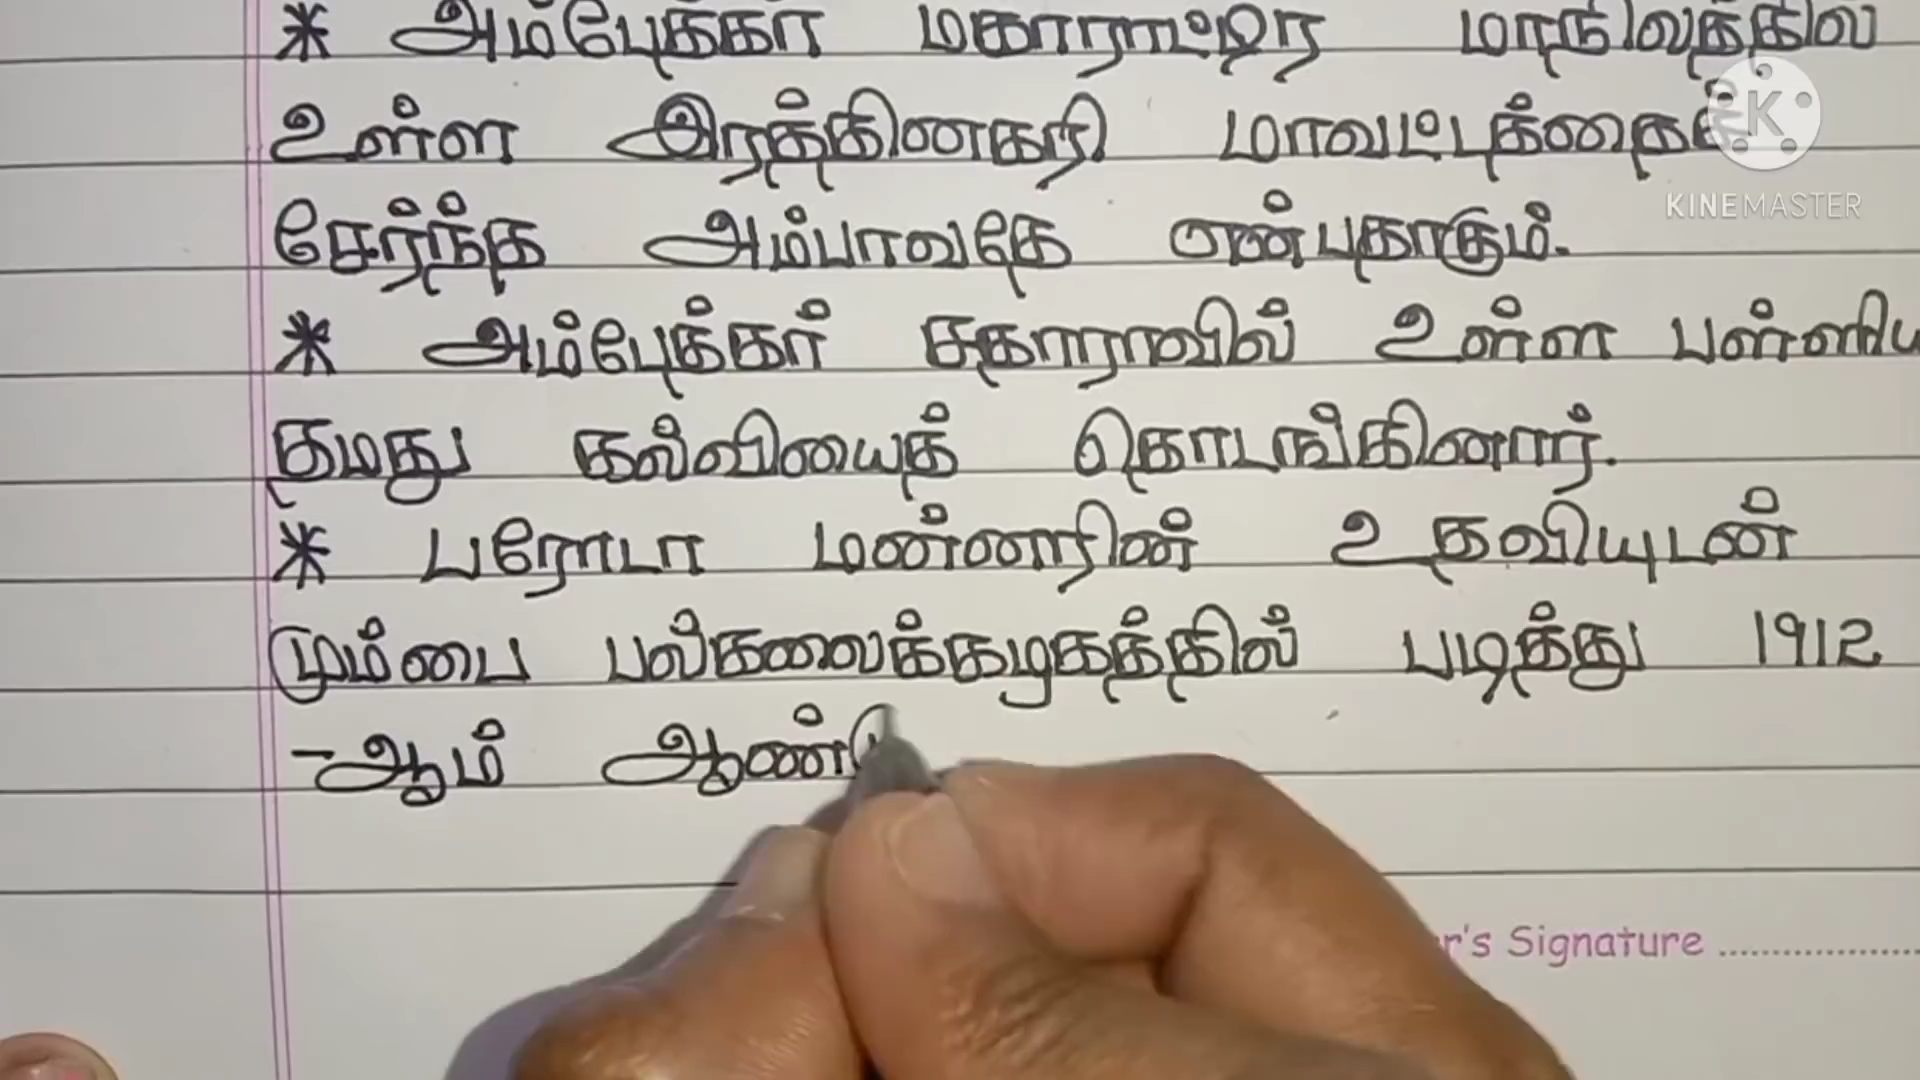 * அம்பேத்கர் மகாராட்டிர மாநிலத்தில்
உள்ள இரத்தினகரி மாவட்டத்தைச்
K
KINEMASTER
சேர்ந்த அம்பாவதே என்பதாகும்.
* அம்பேத்கர் சதாராவில் உள்ள பள்ளிய
தமது கல்வியைத் தொடங்கினார்.
* பரோடா மன்னரின் உதவியுடன்
மும்பை பல்கலைக்கழகத்தில் படித்து 1912
-ஆம் ஆண்டு
r's Signature ....................